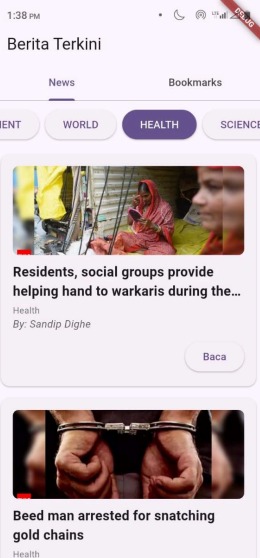 1:38 PM
DEBUG
Berita Terkini
News Bookmarks
WORLD HEALTH SCIENCE
Residents, social groups provide
helping hand to warkaris during the…
Health
By: Sandip Dighe
Baca
Beed man arrested for snatching
gold chains
Health